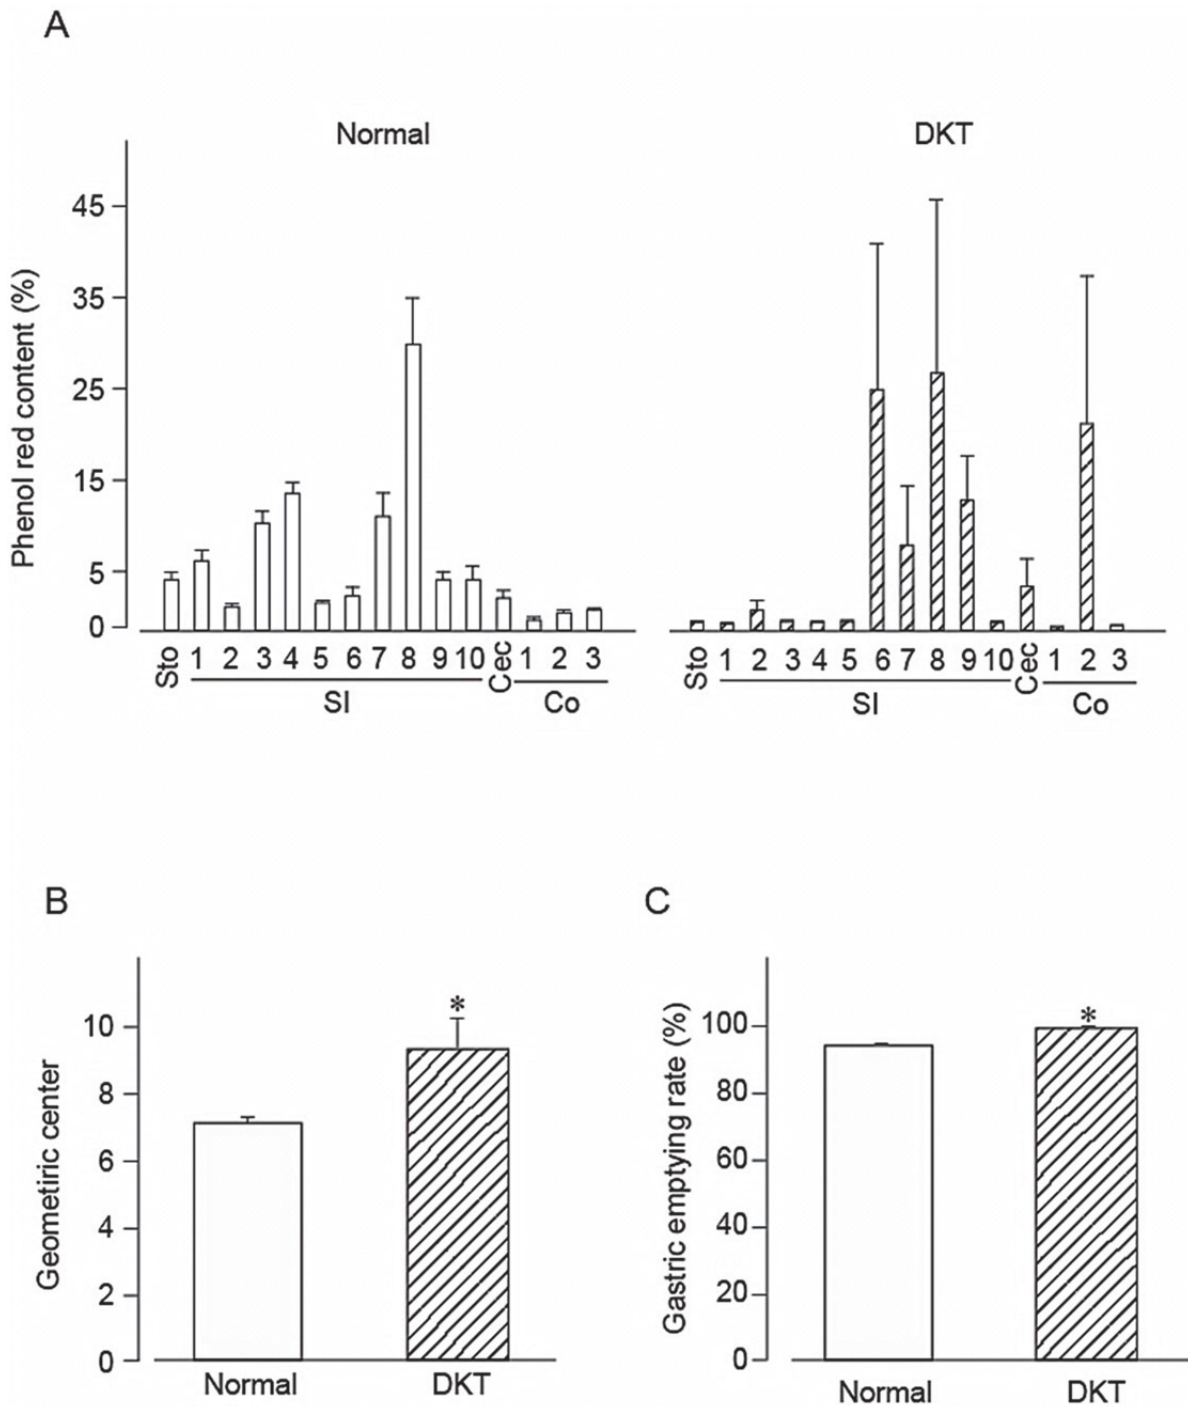 A
Normal
DKT
Phenol red content (%)
45
35
25
15
5
0
Sto 1 2 3 4 5 6 7 8 9 10 Cec 1 2 3
SI
Co
Sto 1 2 3 4 5 6 7 8 9 10 Cec 1 2 3
SI
Co
B
Geometiric center
10
8
6
4
2
0
*
Normal
DKT
C
Gastric emptying rate (%)
100
80
60
40
20
0
*
Normal
DKT